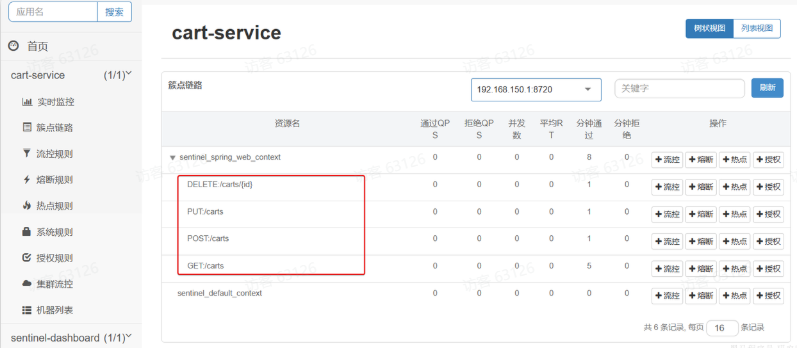 应用名
搜索
首页
cart-service (1/1)
实时监控
簇点链路
流控规则
熔断规则
热点规则
系统规则
授权规则
集群流控
机器列表
sentinel-dashboard (1/1)
cart-service
树状视图 列表视图
簇点链路
192.168.150.1:8720
关键字
刷新
资源名 通过QPS 拒绝QPS 并发数 平均RT 分钟通过 分钟拒绝 操作
sentinel_spring_web_context 0 0 0 0 8 0 +流控 +熔断 +热点 +授权
DELETE:/carts/{id} 0 0 0 0 1 0 +流控 +熔断 +热点 +授权
PUT:/carts 0 0 0 0 1 0 +流控 +熔断 +热点 +授权
POST:/carts 0 0 0 0 1 0 +流控 +熔断 +热点 +授权
GET:/carts 0 0 0 0 5 0 +流控 +熔断 +热点 +授权
sentinel_default_context 0 0 0 0 0 0 +流控 +熔断 +热点 +授权
共 6 条记录, 每页 16 条记录
访客 63126